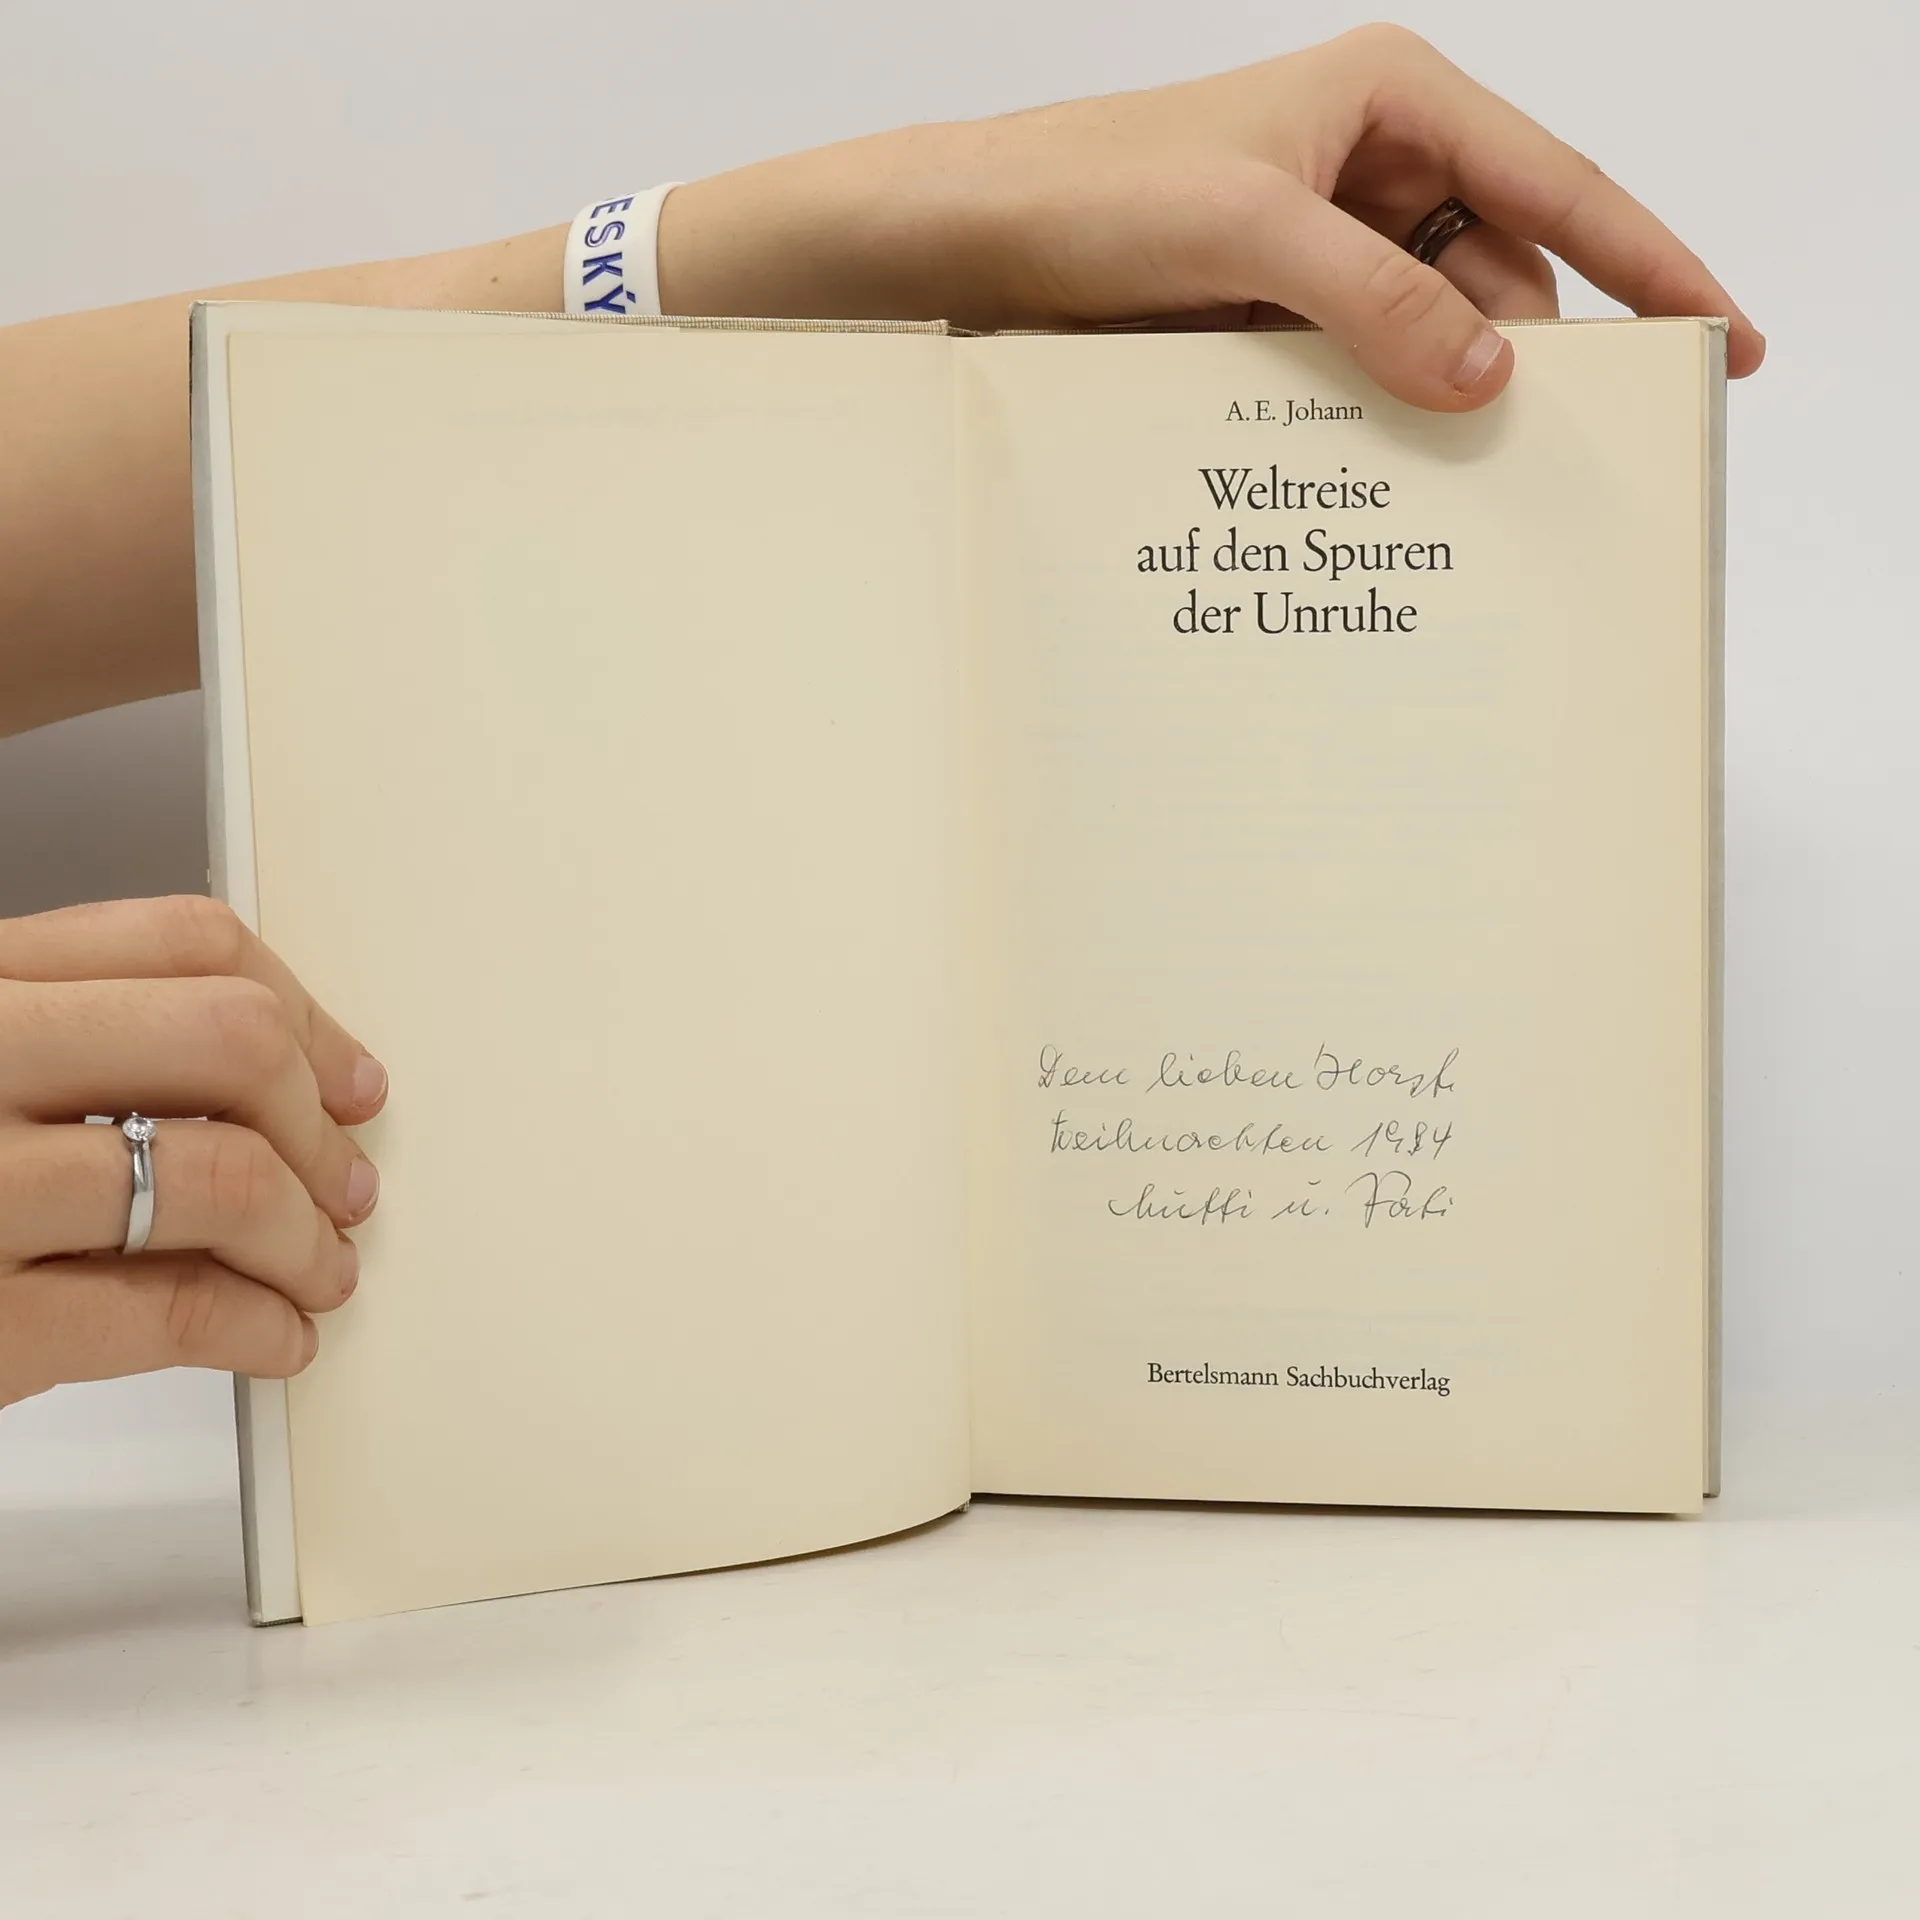 ESKÝ
A. E. Johann
Weltreise
auf den Spuren
der Unruhe
Dem lieben Horst
Weihnachten 1984
Mutti u. Vati
Bertelsmann Sachbuchverlag